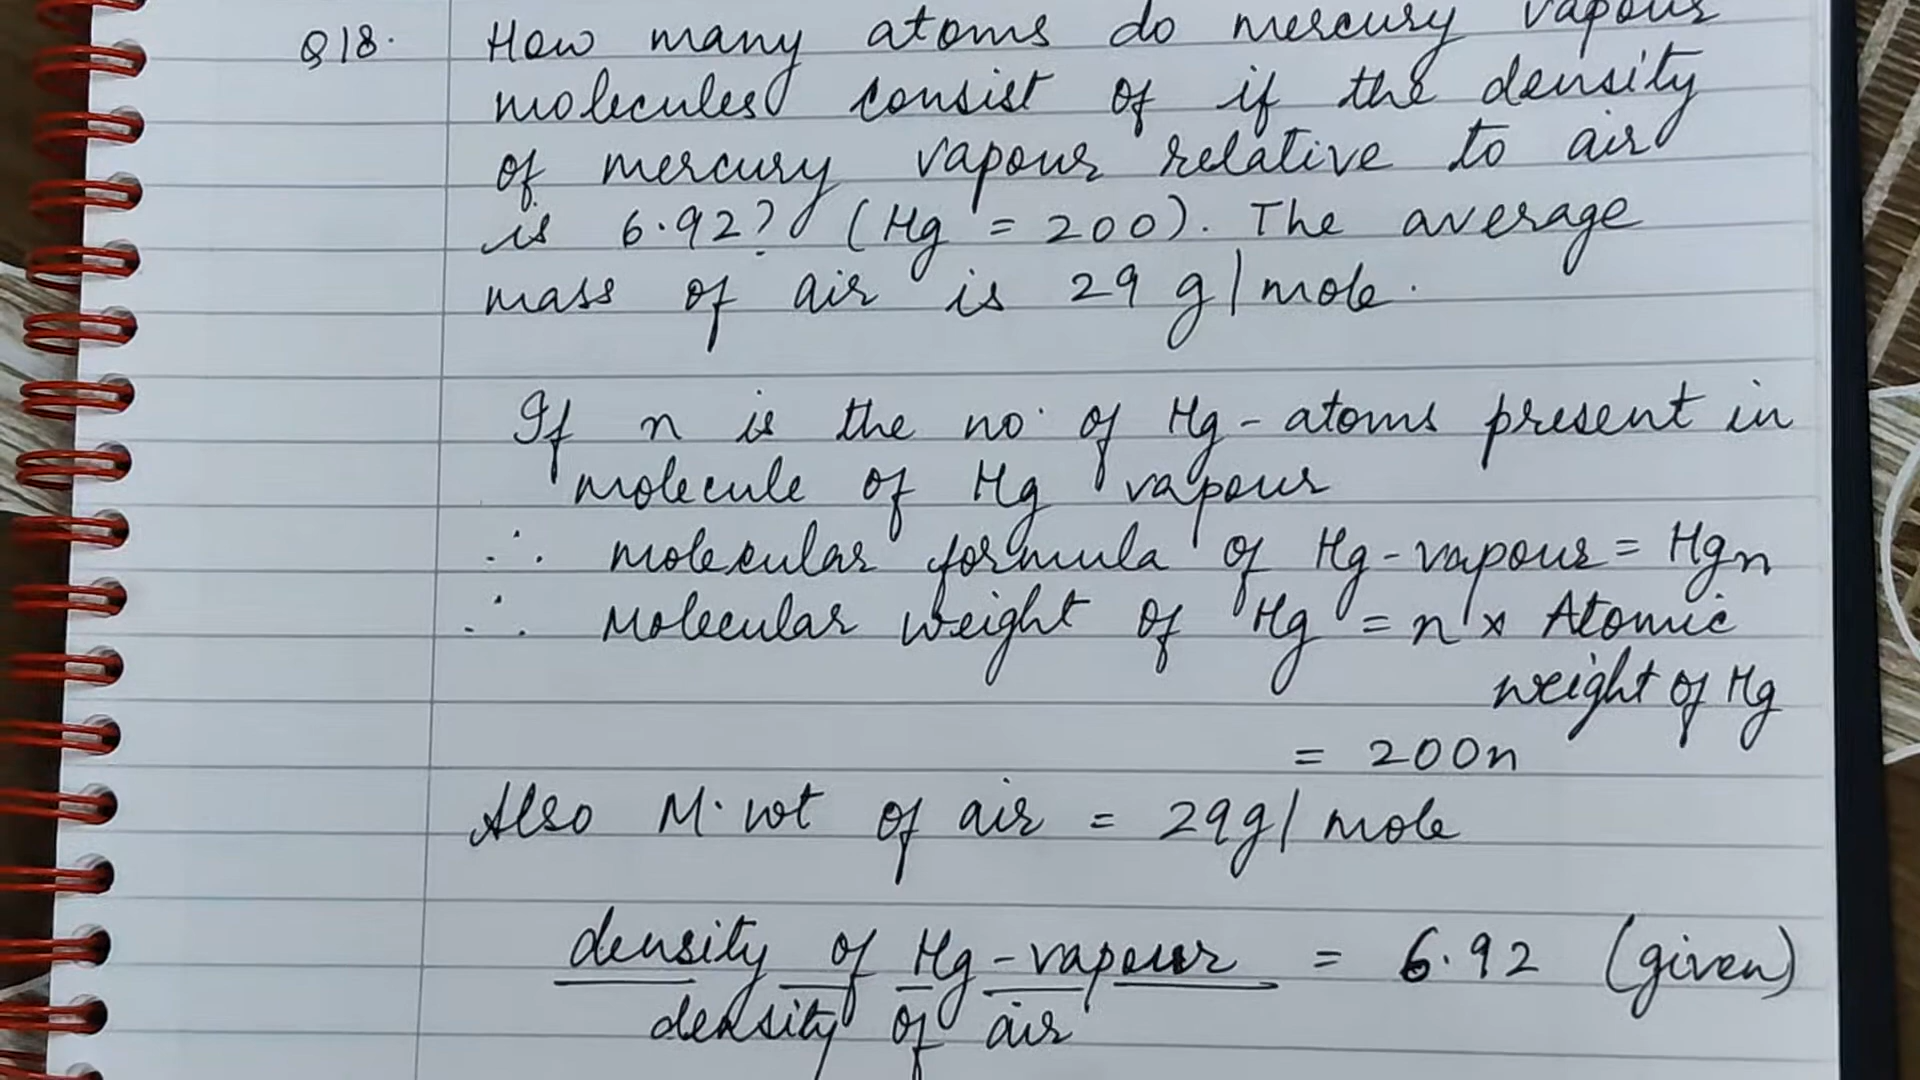 Q18. How many atoms do mercury vapour
molecules consist of if the density
of mercury vapour relative to air
is 6.92? (Hg = 200). The average
mass of air is 29 g/mole.
If n is the no. of Hg-atoms present in
molecule of Hg vapour
∴ molecular formula of Hg-vapour = Hgn
∴ Molecular weight of Hg = n x Atomic
weight of Hg
= 200n
Also M.wt of air = 29g/mole
density of Hg-vapour = 6.92 (given)
density of air